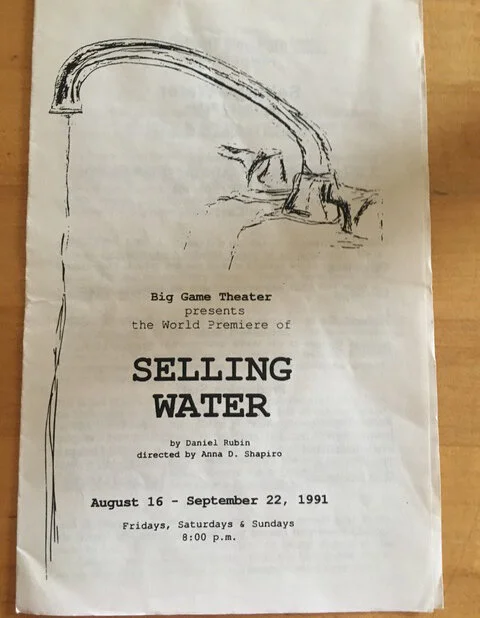 Big Game Theater
presents
the World Premiere of
SELLING
WATER
by Daniel Rubin
directed by Anna D. Shapiro
August 16 - September 22, 1991
Fridays, Saturdays & Sundays
8:00 p.m.